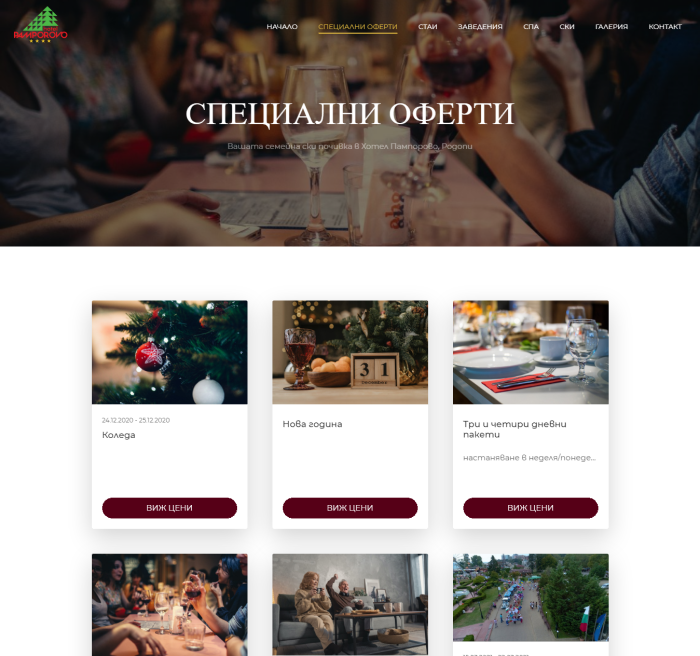 ПАМПОРОВО
НАЧАЛО
СПЕЦИАЛНИ ОФЕРТИ
СТАИ
ЗАВЕДЕНИЯ
СПА
СКИ
ГАЛЕРИЯ
КОНТАКТ
СПЕЦИАЛНИ ОФЕРТИ
Вашата семейна ски почивка в Хотел Пампорово, Родопи
24.12.2020 - 25.12.2020
Коледа
ВИЖ ЦЕНИ
31
Нова година
ВИЖ ЦЕНИ
Три и четири дневни
пакети
настаняване в неделя/понеде...
ВИЖ ЦЕНИ